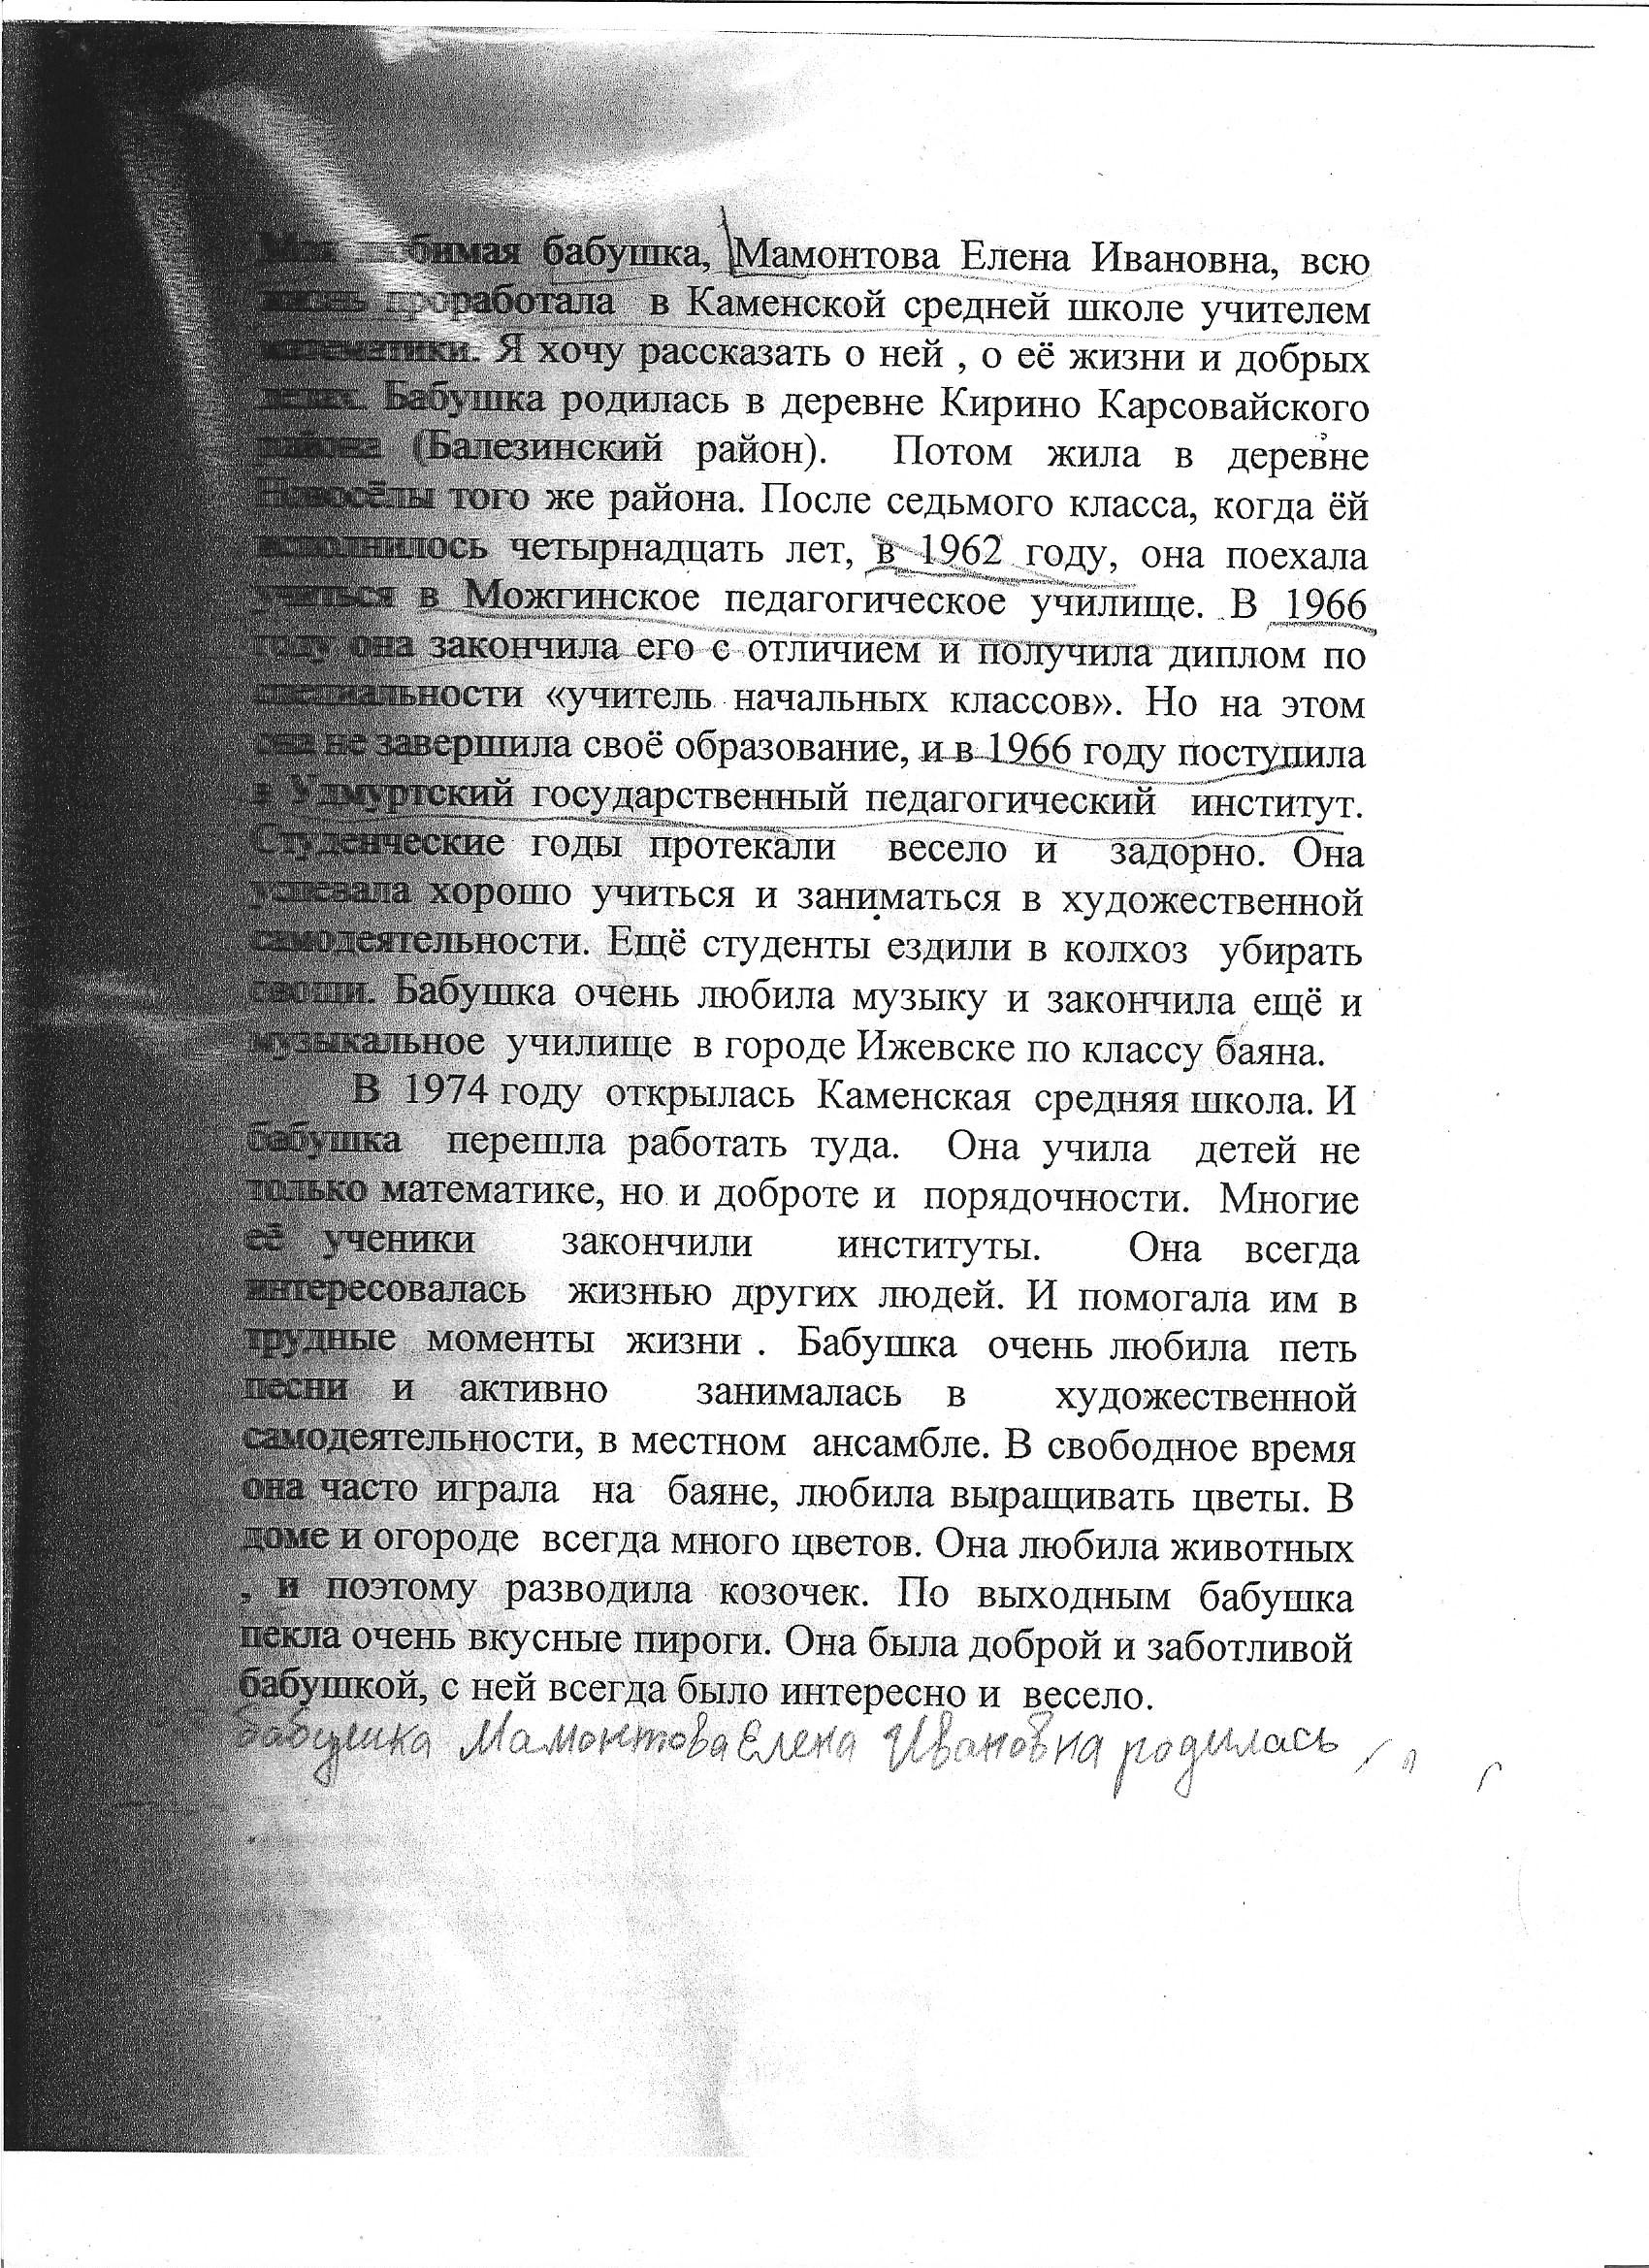 Моя любимая бабушка, Мамонтова Елена Ивановна, всю
жизнь проработала в Каменской средней школе учителем
математики. Я хочу рассказать о ней , о её жизни и добрых
делах. Бабушка родилась в деревне Кирино Карсовайского
района (Балезинский район). Потом жила в деревне
Новосёлы того же района. После седьмого класса, когда ёй
исполнилось четырнадцать лет, в 1962 году, она поехала
учиться в Можгинское педагогическое училище. В 1966
году она закончила его с отличием и получила диплом по
специальности «учитель начальных классов». Но на этом
она не завершила своё образование, и в 1966 году поступила
в Удмуртский государственный педагогический институт.
Студенческие годы протекали весело и задорно. Она
успевала хорошо учиться и заниматься в художественной
самодеятельности. Ещё студенты ездили в колхоз убирать
овощи. Бабушка очень любила музыку и закончила ещё и
музыкальное училище в городе Ижевске по классу баяна.
В 1974 году открылась Каменская средняя школа. И
бабушка перешла работать туда. Она учила детей не
только математике, но и доброте и порядочности. Многие
её ученики закончили институты. Она всегда
интересовалась жизнью других людей. И помогала им в
трудные моменты жизни . Бабушка очень любила петь
песни и активно занималась в художественной
самодеятельности, в местном ансамбле. В свободное время
она часто играла на баяне, любила выращивать цветы. В
доме и огороде всегда много цветов. Она любила животных
, и поэтому разводила козочек. По выходным бабушка
пекла очень вкусные пироги. Она была доброй и заботливой
бабушкой, с ней всегда было интересно и весело.
Бабушка Мамонтова Елена Ивановна родилась